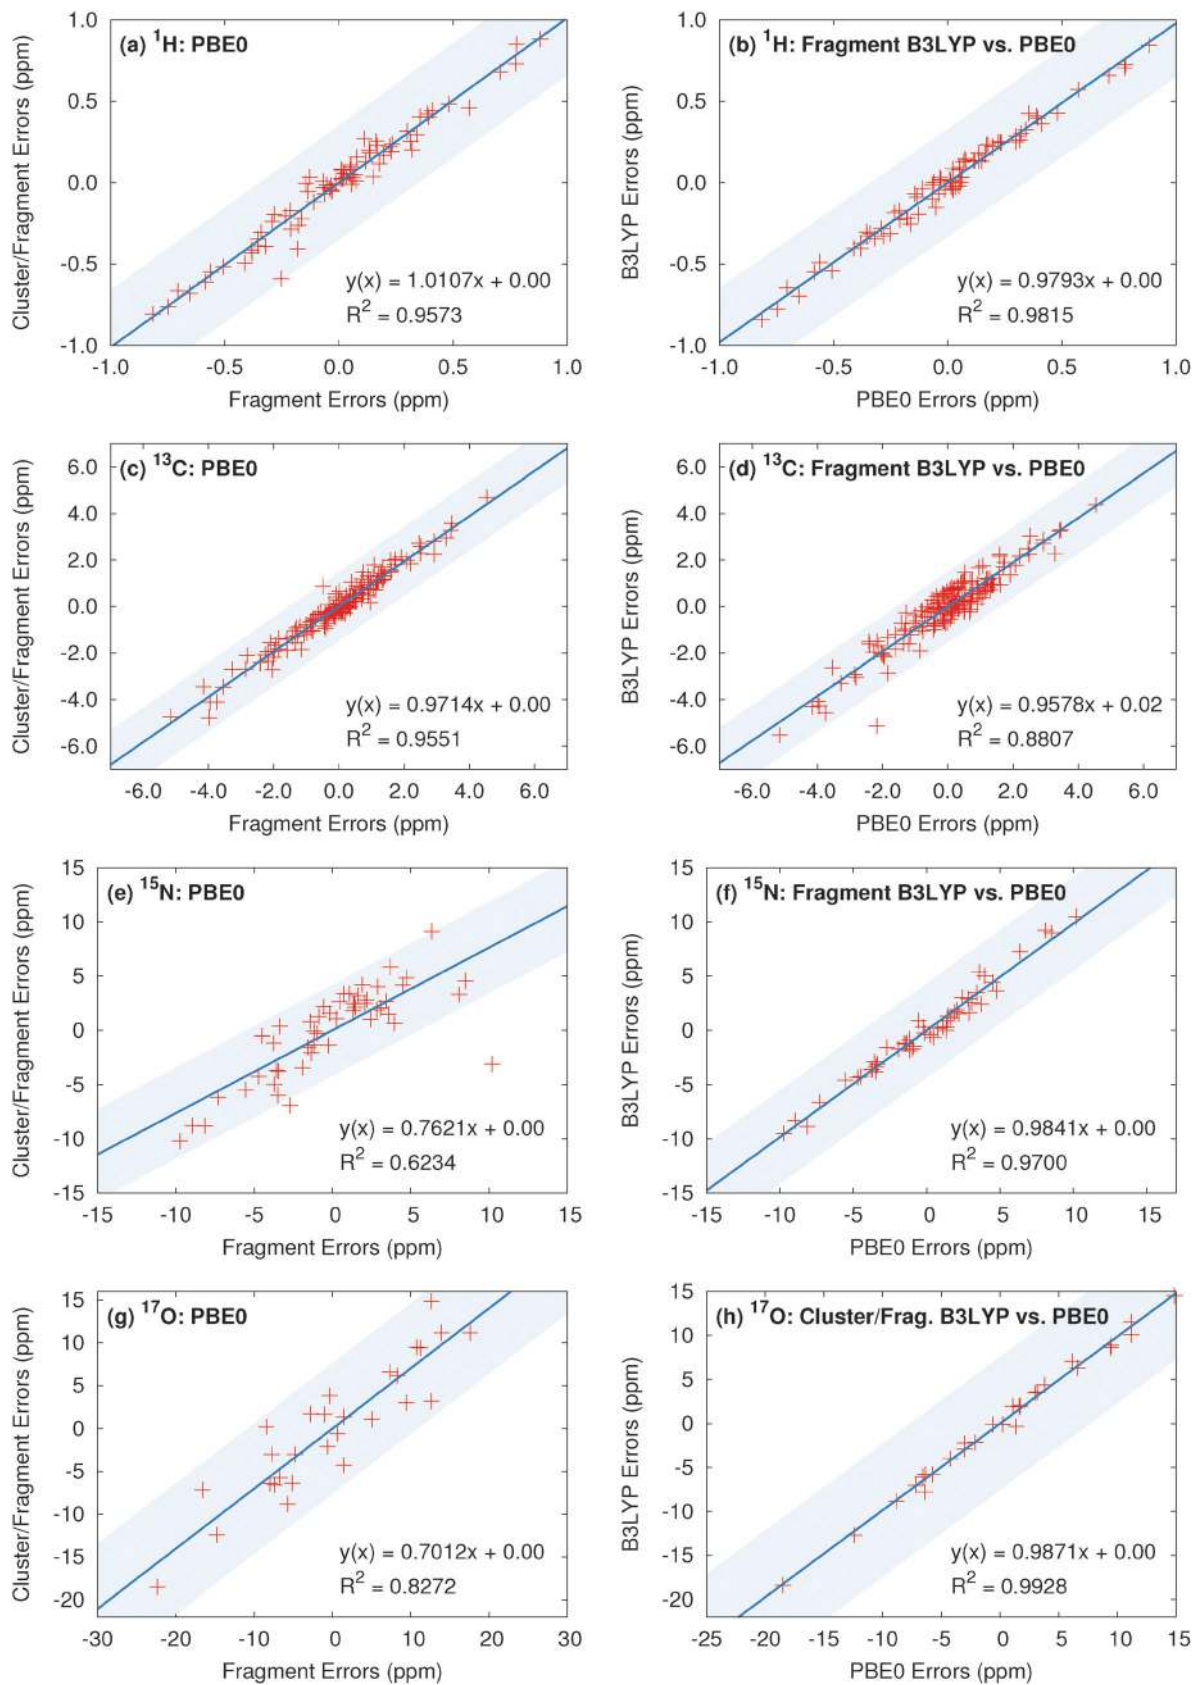 (a) ¹H: PBE0
Cluster/Fragment Errors (ppm)
1.0
0.5
0.0
-0.5
-1.0
y(x) = 1.0107x + 0.00
R² = 0.9573
-1.0 -0.5 0.0 0.5 1.0
Fragment Errors (ppm)
(b) ¹H: Fragment B3LYP vs. PBE0
B3LYP Errors (ppm)
1.0
0.5
0.0
-0.5
-1.0
y(x) = 0.9793x + 0.00
R² = 0.9815
-1.0 -0.5 0.0 0.5 1.0
PBE0 Errors (ppm)
(c) ¹³C: PBE0
Cluster/Fragment Errors (ppm)
6.0
4.0
2.0
0.0
-2.0
-4.0
-6.0
y(x) = 0.9714x + 0.00
R² = 0.9551
-6.0 -4.0 -2.0 0.0 2.0 4.0 6.0
Fragment Errors (ppm)
(d) ¹³C: Fragment B3LYP vs. PBE0
B3LYP Errors (ppm)
6.0
4.0
2.0
0.0
-2.0
-4.0
-6.0
y(x) = 0.9578x + 0.02
R² = 0.8807
-6.0 -4.0 -2.0 0.0 2.0 4.0 6.0
PBE0 Errors (ppm)
(e) ¹⁵N: PBE0
Cluster/Fragment Errors (ppm)
15
10
5
0
-5
-10
-15
y(x) = 0.7621x + 0.00
R² = 0.6234
-15 -10 -5 0 5 10 15
Fragment Errors (ppm)
(f) ¹⁵N: Fragment B3LYP vs. PBE0
B3LYP Errors (ppm)
15
10
5
0
-5
-10
-15
y(x) = 0.9841x + 0.00
R² = 0.9700
-15 -10 -5 0 5 10 15
PBE0 Errors (ppm)
(g) ¹⁷O: PBE0
Cluster/Fragment Errors (ppm)
15
10
5
0
-5
-10
-15
-20
y(x) = 0.7012x + 0.00
R² = 0.8272
-30 -20 -10 0 10 20 30
Fragment Errors (ppm)
(h) ¹⁷O: Cluster/Frag. B3LYP vs. PBE0
B3LYP Errors (ppm)
15
10
5
0
-5
-10
-15
-20
y(x) = 0.9871x + 0.00
R² = 0.9928
-25 -20 -15 -10 -5 0 5 10 15
PBE0 Errors (ppm)